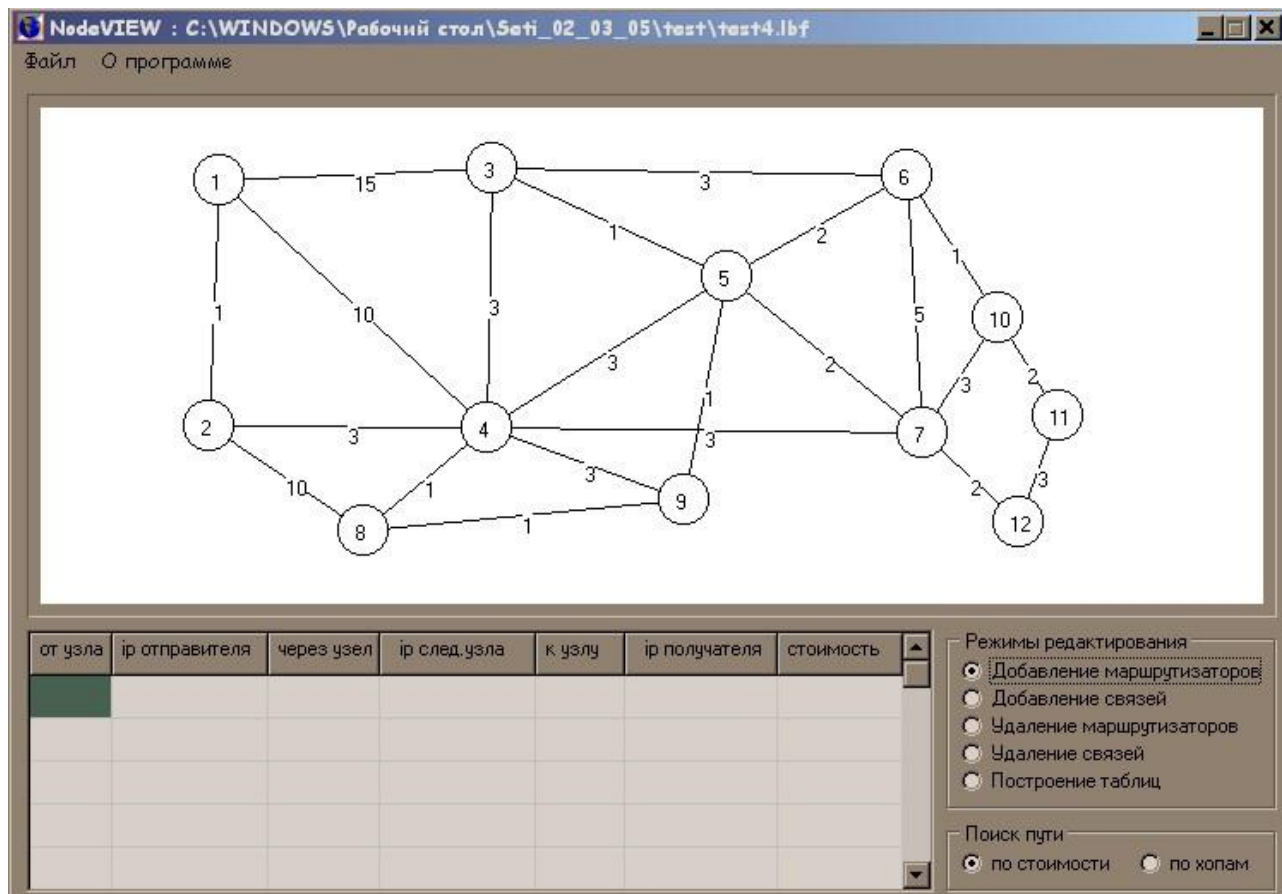 NodeVIEW : C:\WINDOWS\Рабочий стол\Seti_02_03_05\test\test4.lbf
Файл О программе
1 15 3 3 6
1 2 1
5
1 10 3 3 2 5 10
3 2
1 11
2 3 4 3 7
10 1 3 2 3
8 1 9 12
от узла ip отправителя через узел ip след.узла к узлу ip получателя стоимость
Режимы редактирования
Добавление маршрутизаторов
Добавление связей
Удаление маршрутизаторов
Удаление связей
Построение таблиц
Поиск пути
по стоимости по хопам